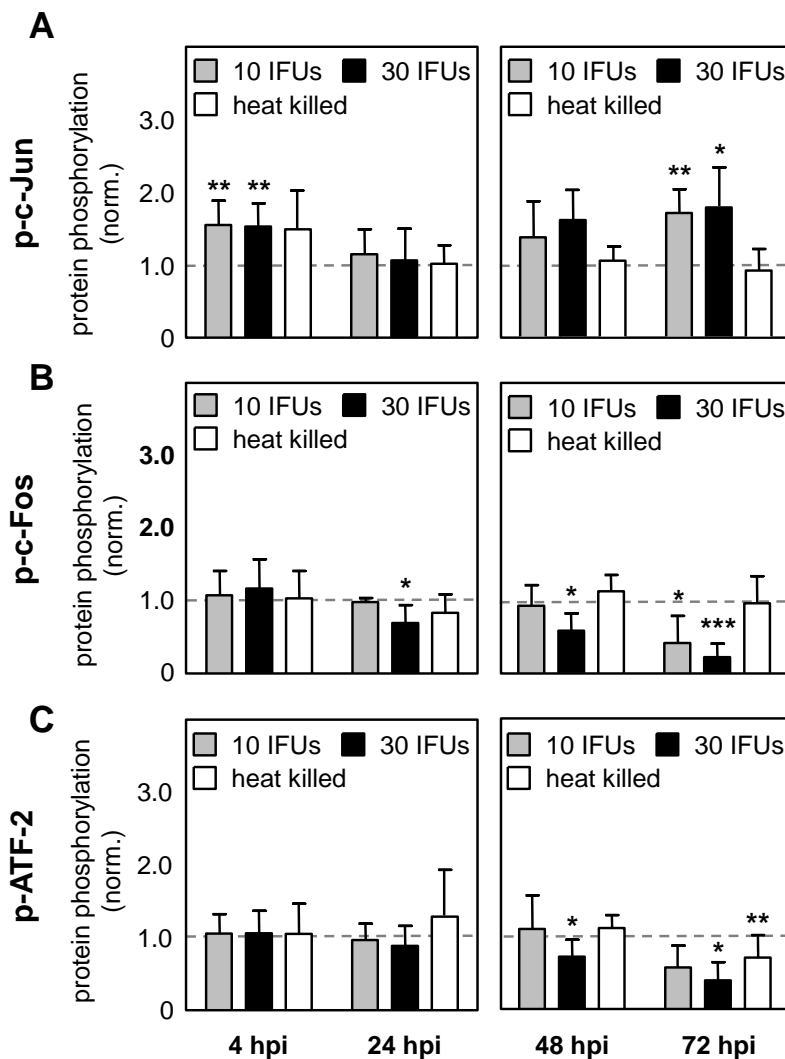 A
p-c-Jun
protein phosphorylation
(norm.)
10 IFUs 30 IFUs
heat killed
10 IFUs 30 IFUs
heat killed
3.0
2.0
1.0
0
** **
** *
B
p-c-Fos
protein phosphorylation
(norm.)
10 IFUs 30 IFUs
heat killed
10 IFUs 30 IFUs
heat killed
3.0
2.0
1.0
0
*
* * ***
C
p-ATF-2
protein phosphorylation
(norm.)
10 IFUs 30 IFUs
heat killed
10 IFUs 30 IFUs
heat killed
3.0
2.0
1.0
0
* * **
4 hpi 24 hpi 48 hpi 72 hpi